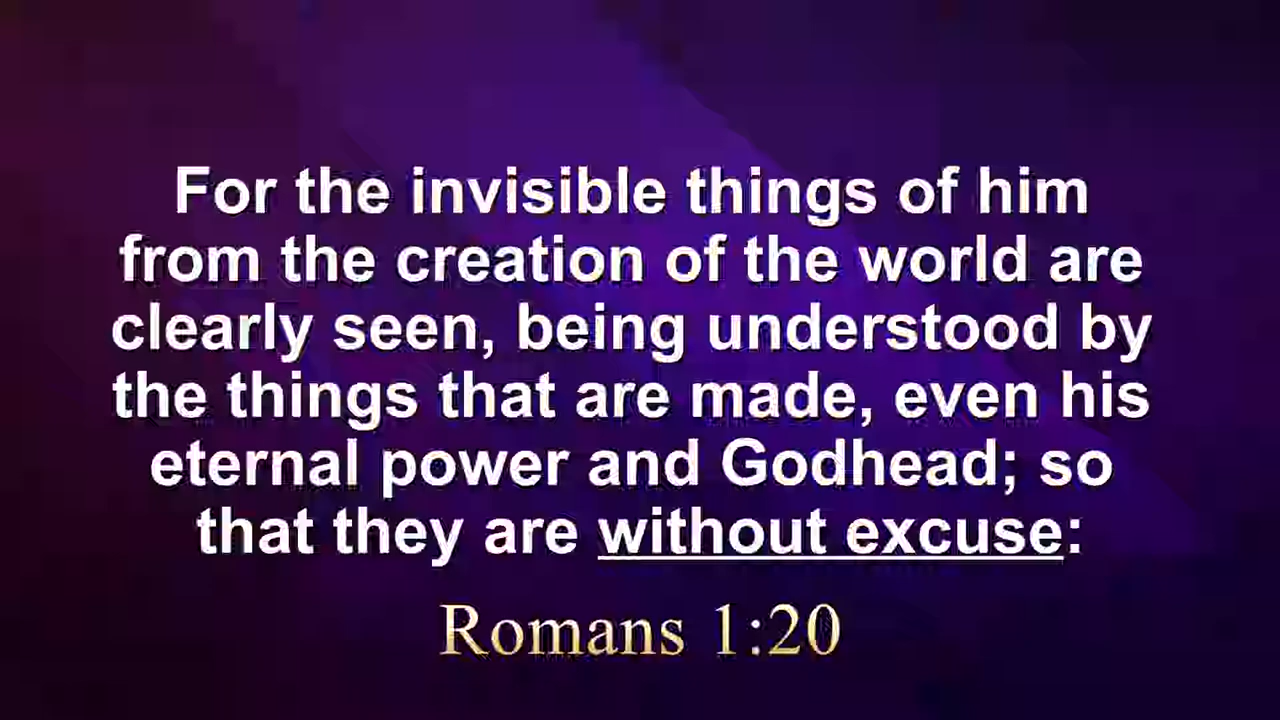 For the invisible things of him
from the creation of the world are
clearly seen, being understood by
the things that are made, even his
eternal power and Godhead; so
that they are without excuse:
Romans 1:20